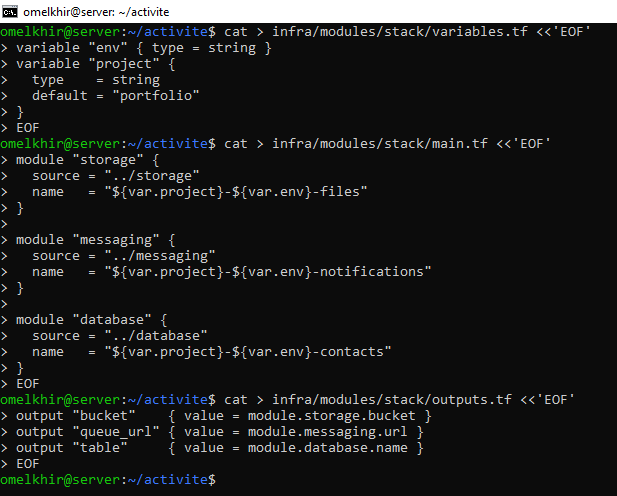 omelkhir@server: ~/activite
omelkhir@server:~/activite$ cat > infra/modules/stack/variables.tf <<'EOF'
> variable "env" { type = string }
> variable "project" {
>   type    = string
>   default = "portfolio"
> }
> EOF
omelkhir@server:~/activite$ cat > infra/modules/stack/main.tf <<'EOF'
> module "storage" {
>   source = "../storage"
>   name   = "${var.project}-${var.env}-files"
> }
>
> module "messaging" {
>   source = "../messaging"
>   name   = "${var.project}-${var.env}-notifications"
> }
>
> module "database" {
>   source = "../database"
>   name   = "${var.project}-${var.env}-contacts"
> }
> EOF
omelkhir@server:~/activite$ cat > infra/modules/stack/outputs.tf <<'EOF'
> output "bucket"    { value = module.storage.bucket }
> output "queue_url" { value = module.messaging.url }
> output "table"     { value = module.database.name }
> EOF
omelkhir@server:~/activite$